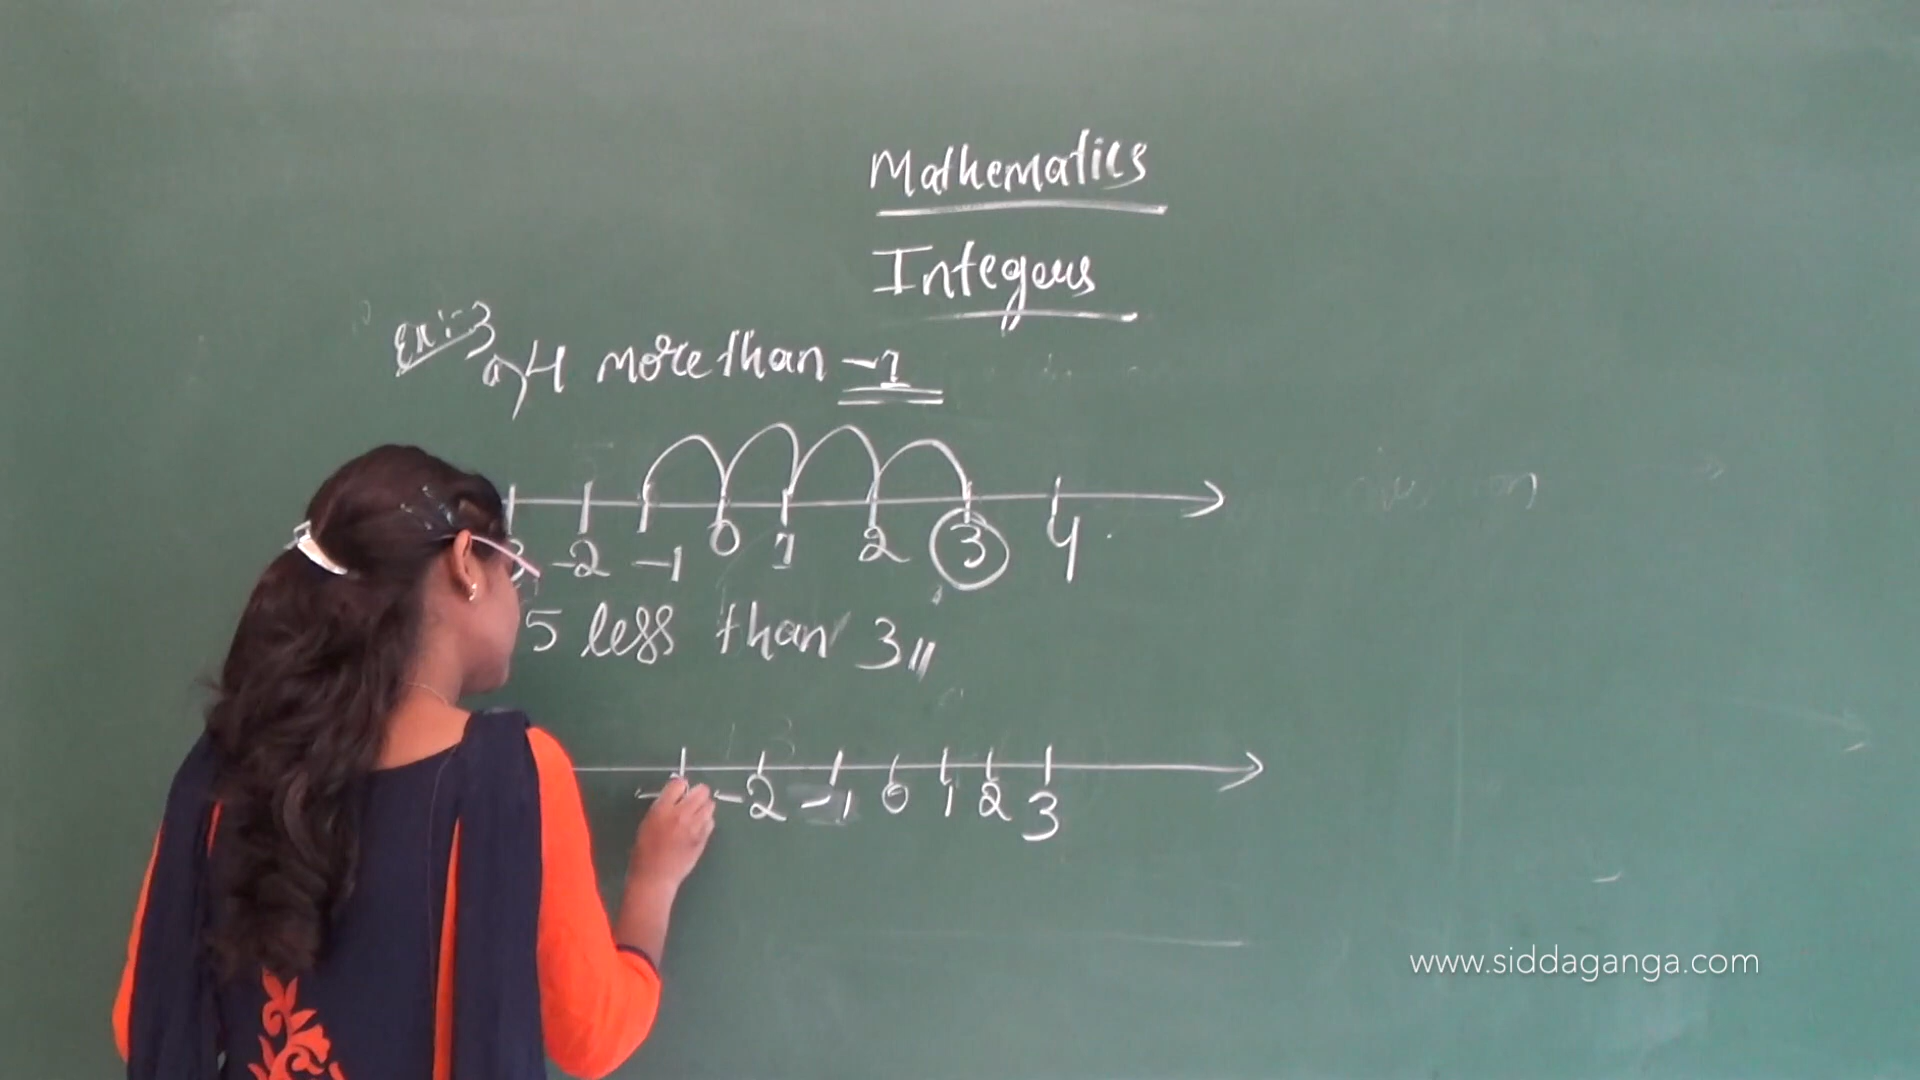 Mathematics
Integers
Ex:-3
a) 4 more than -1
-2 -1 0 1 2 3 4
5 less than 3
-2 -1 0 1 2 3
www.siddaganga.com